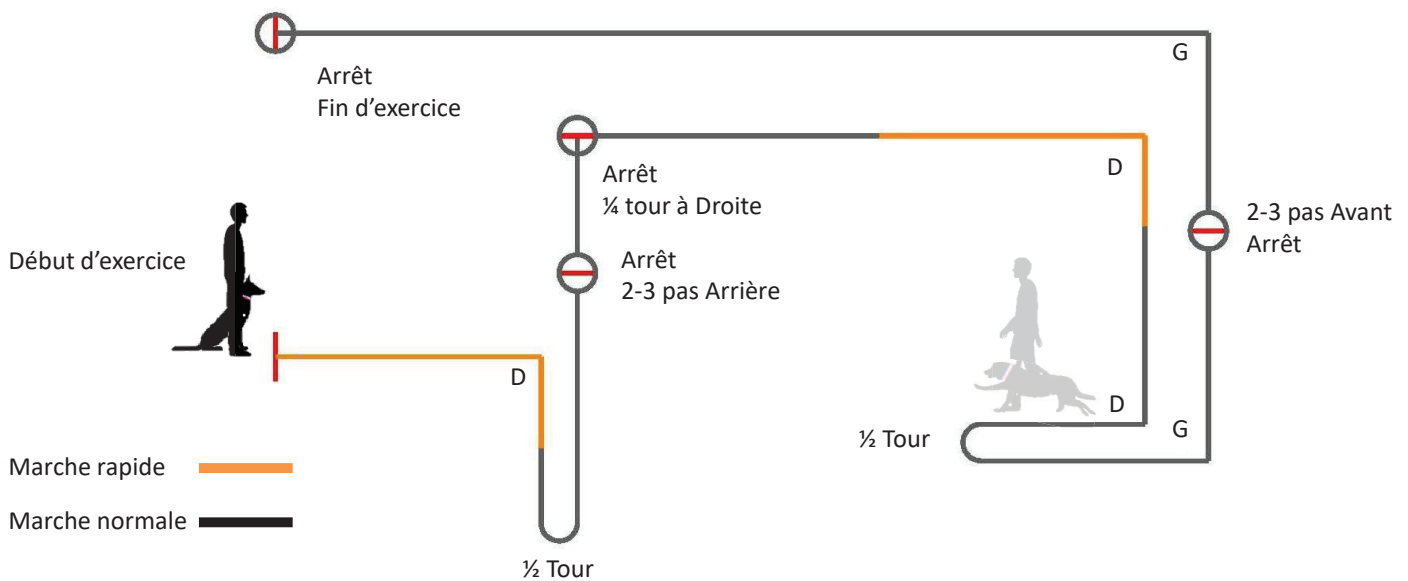 G
Arrêt
Fin d’exercice
D
Arrêt
¼ tour à Droite
2-3 pas Avant
Arrêt
Début d’exercice
Arrêt
2-3 pas Arrière
D
D
G
½ Tour
Marche rapide
Marche normale
½ Tour